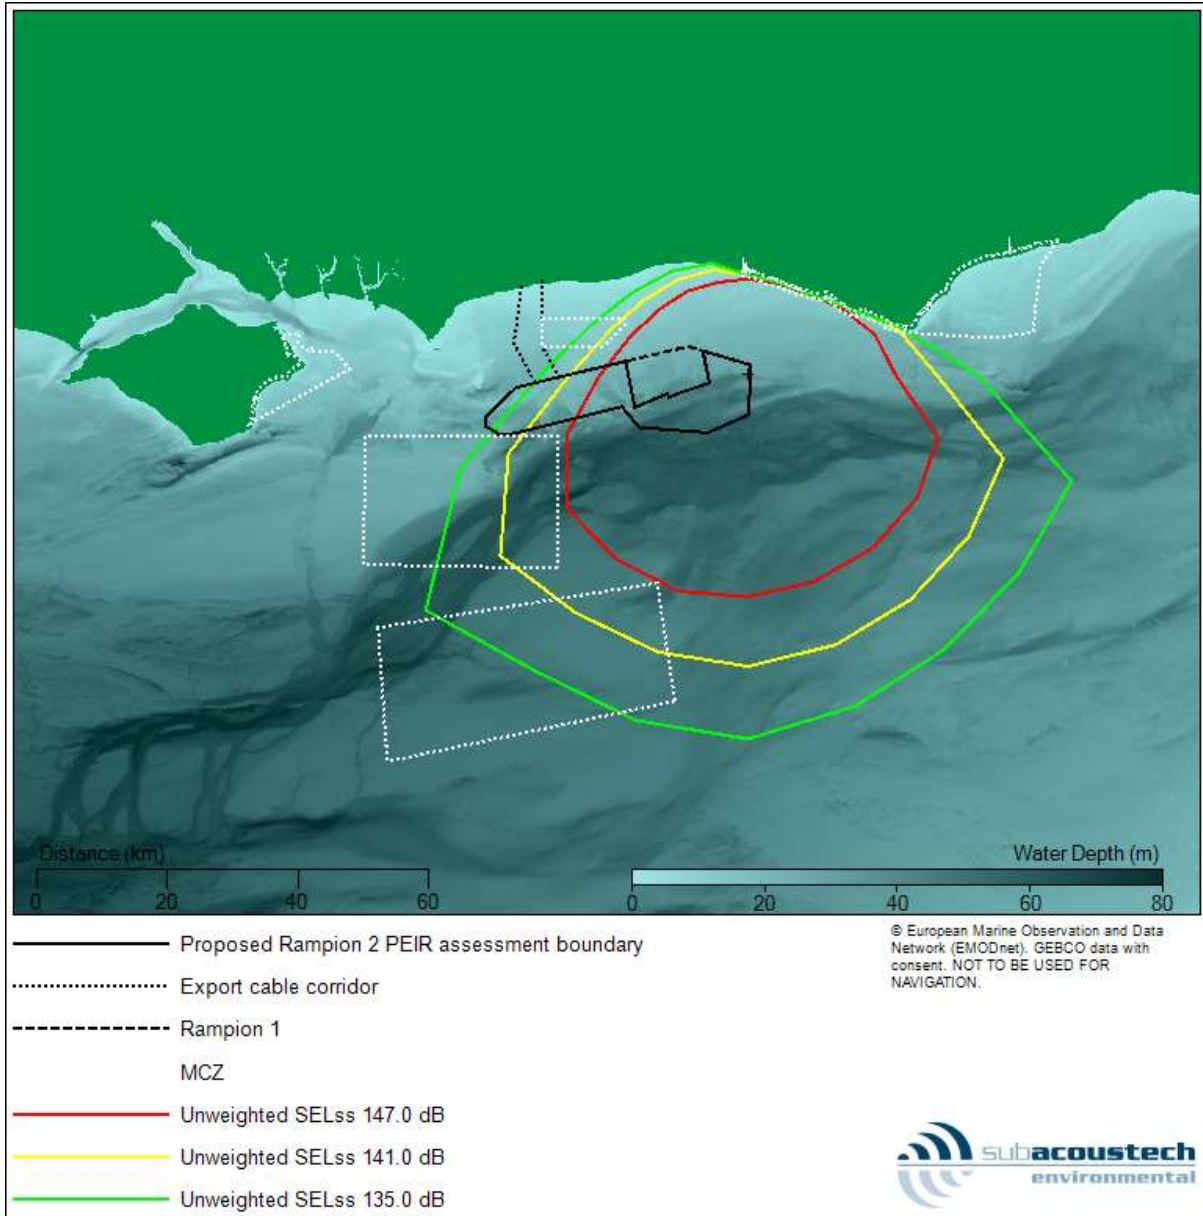 Distance (km)
0 20 40 60
Water Depth (m)
0 20 40 60 80
Proposed Rampion 2 PEIR assessment boundary
Export cable corridor
Rampion 1
MCZ
Unweighted SELss 147.0 dB
Unweighted SELss 141.0 dB
Unweighted SELss 135.0 dB
© European Marine Observation and Data
Network (EMODnet). GEBCO data with
consent. NOT TO BE USED FOR
NAVIGATION.
subacoustech
environmental